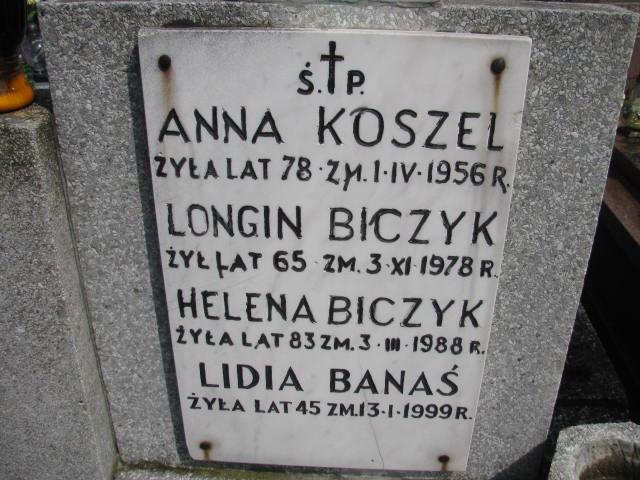 Ś. P.
ANNA KOSZEL
ŻYŁA LAT 78 · ZM. 1 · IV · 1956 R.
LONGIN BICZYK
ŻYŁ LAT 65 · ZM. 3 · XI · 1978 R.
HELENA BICZYK
ŻYŁA LAT 83 ZM. 3 · III · 1988 R.
LIDIA BANAŚ
ŻYŁA LAT 45 ZM. 13 · I · 1999 R.